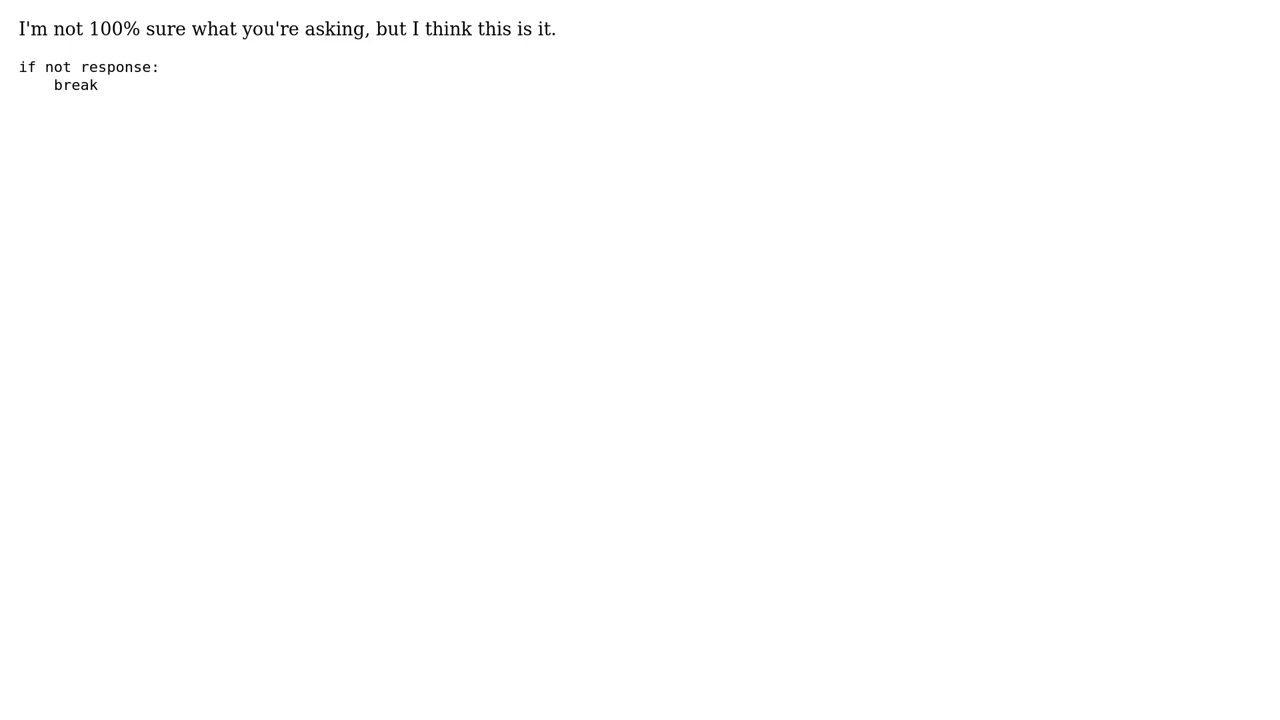 I'm not 100% sure what you're asking, but I think this is it.
if not response:
    break